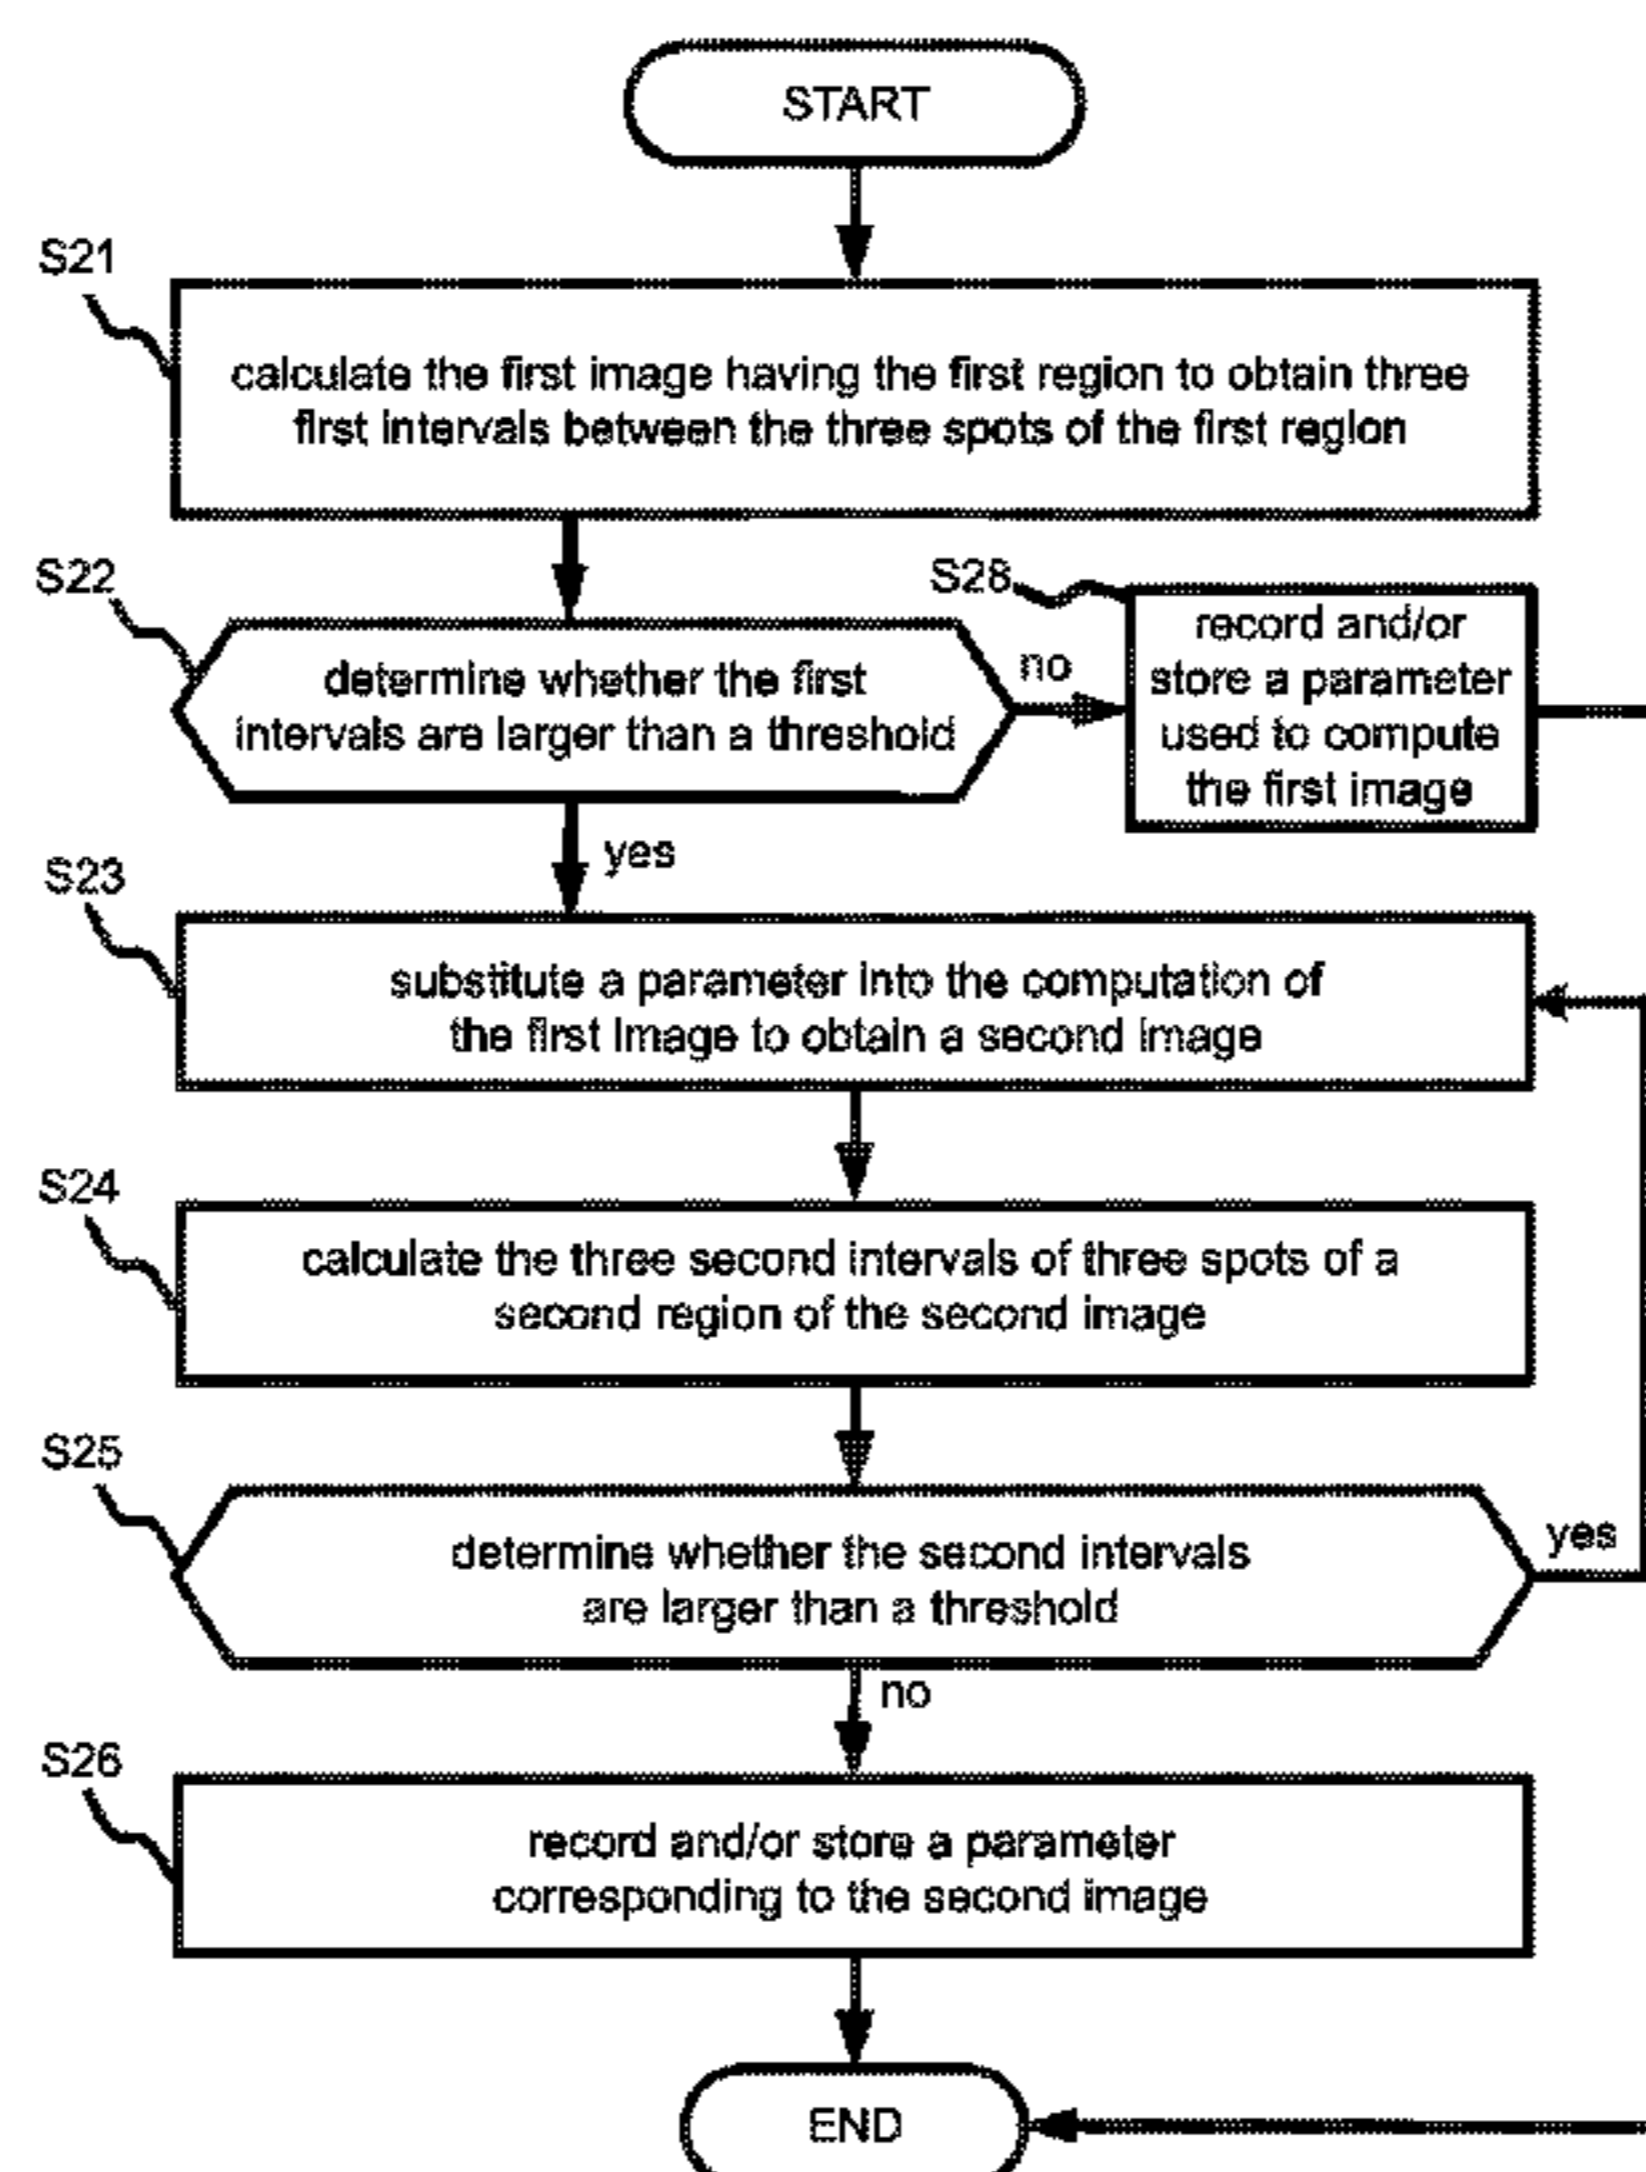 START
S21
calculate the first image having the first region to obtain three
first intervals between the three spots of the first region
S22
determine whether the first
intervals are larger than a threshold
no
S28
record and/or
store a parameter
used to compute
the first image
yes
S23
substitute a parameter into the computation of
the first image to obtain a second image
S24
calculate the three second intervals of three spots of a
second region of the second image
S25
determine whether the second intervals
are larger than a threshold
yes
no
S26
record and/or store a parameter
corresponding to the second image
END